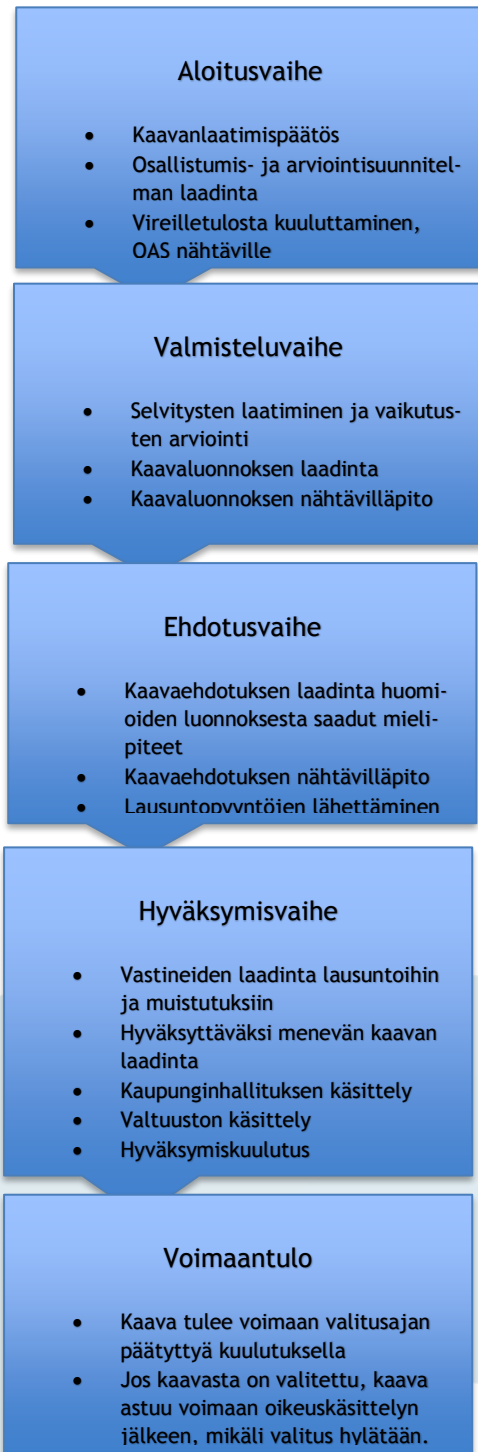 Aloitusvaihe
• Kaavanlaatimispäätös
• Osallistumis- ja arviointisuunnitel-
man laadinta
• Vireilletulosta kuuluttaminen,
OAS nähtäville
Valmisteluvaihe
• Selvitysten laatiminen ja vaikutus-
ten arviointi
• Kaavaluonnoksen laadinta
• Kaavaluonnoksen nähtävilläpito
Ehdotusvaihe
• Kaavaehdotuksen laadinta huomi-
oiden luonnoksesta saadut mieli-
piteet
• Kaavaehdotuksen nähtävilläpito
• Lausuntopyyntöjen lähettäminen
Hyväksymisvaihe
• Vastineiden laadinta lausuntoihin
ja muistutuksiin
• Hyväksyttäväksi menevän kaavan
laadinta
• Kaupunginhallituksen käsittely
• Valtuuston käsittely
• Hyväksymiskuulutus
Voimaantulo
• Kaava tulee voimaan valitusajan
päätyttyä kuulutuksella
• Jos kaavasta on valitettu, kaava
astuu voimaan oikeuskäsittelyn
jälkeen, mikäli valitus hylätään.